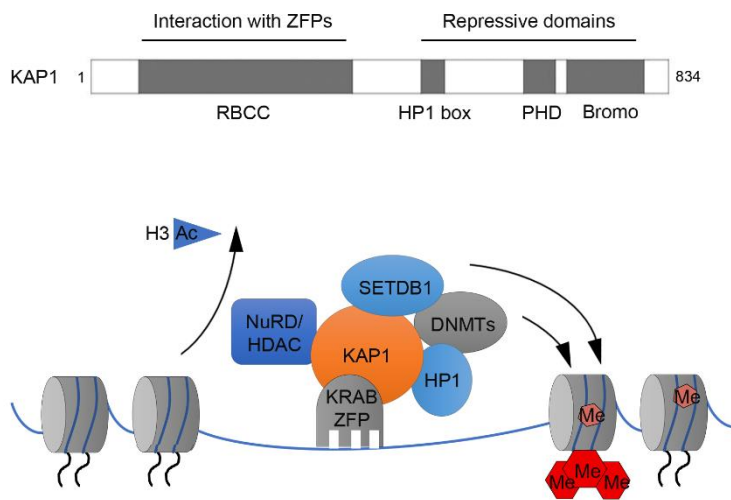 Interaction with ZFPs Repressive domains
KAP1 1 834
RBCC HP1 box PHD Bromo
H3 Ac
SETDB1
NuRD/
HDAC
DNMTs
KAP1
HP1
KRAB
ZFP
Me
Me
Me
Me Me